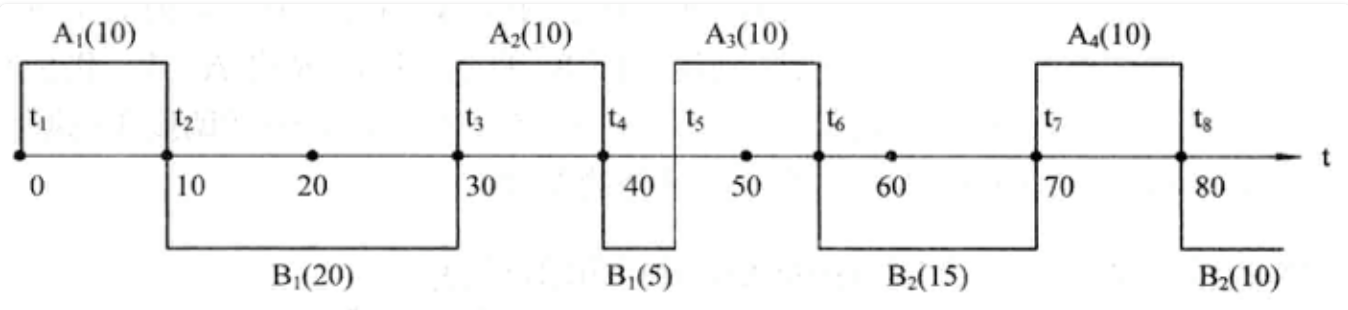 A₁(10) A₂(10) A₃(10) A₄(10)
t₁ t₂ t₃ t₄ t₅ t₆ t₇ t₈
t
0 10 20 30 40 50 60 70 80
B₁(20) B₁(5) B₂(15) B₂(10)